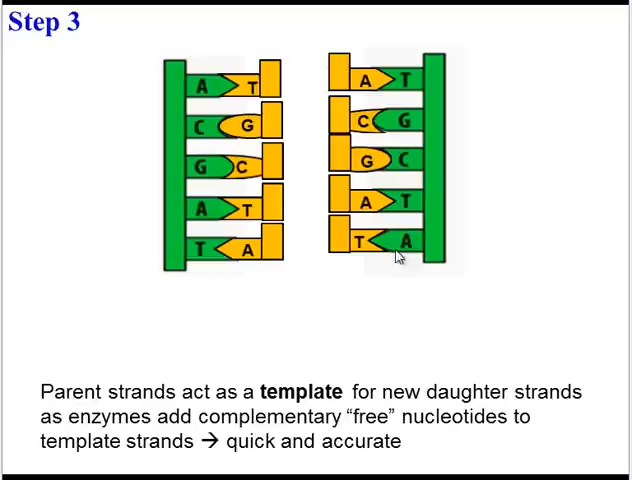 Step 3
A T A T
C G C G
G C G C
A T A T
T A T A
Parent strands act as a template for new daughter strands
as enzymes add complementary “free” nucleotides to
template strands → quick and accurate